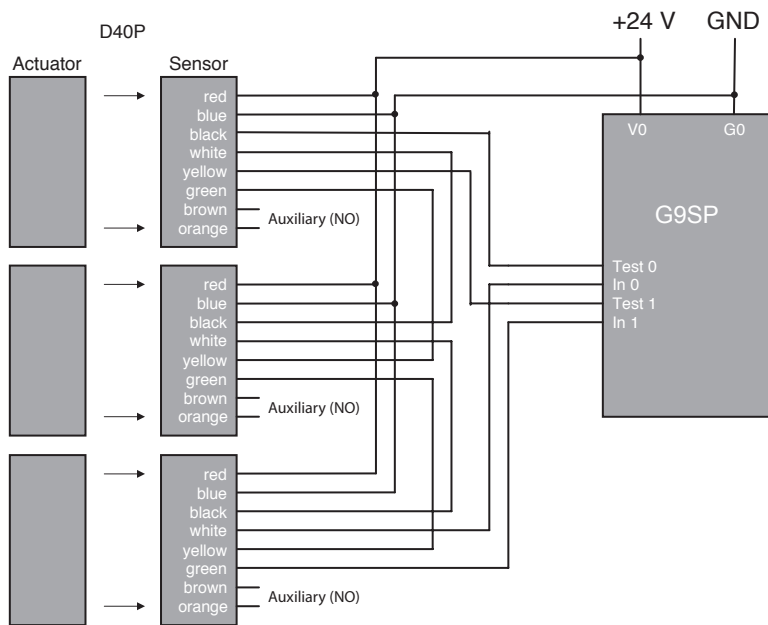 +24 V GND
D40P
Actuator Sensor
red
blue
black
white
yellow
green
brown
orange
Auxiliary (NO)
red
blue
black
white
yellow
green
brown
orange
Auxiliary (NO)
red
blue
black
white
yellow
green
brown
orange
Auxiliary (NO)
V0 G0
G9SP
Test 0
In 0
Test 1
In 1